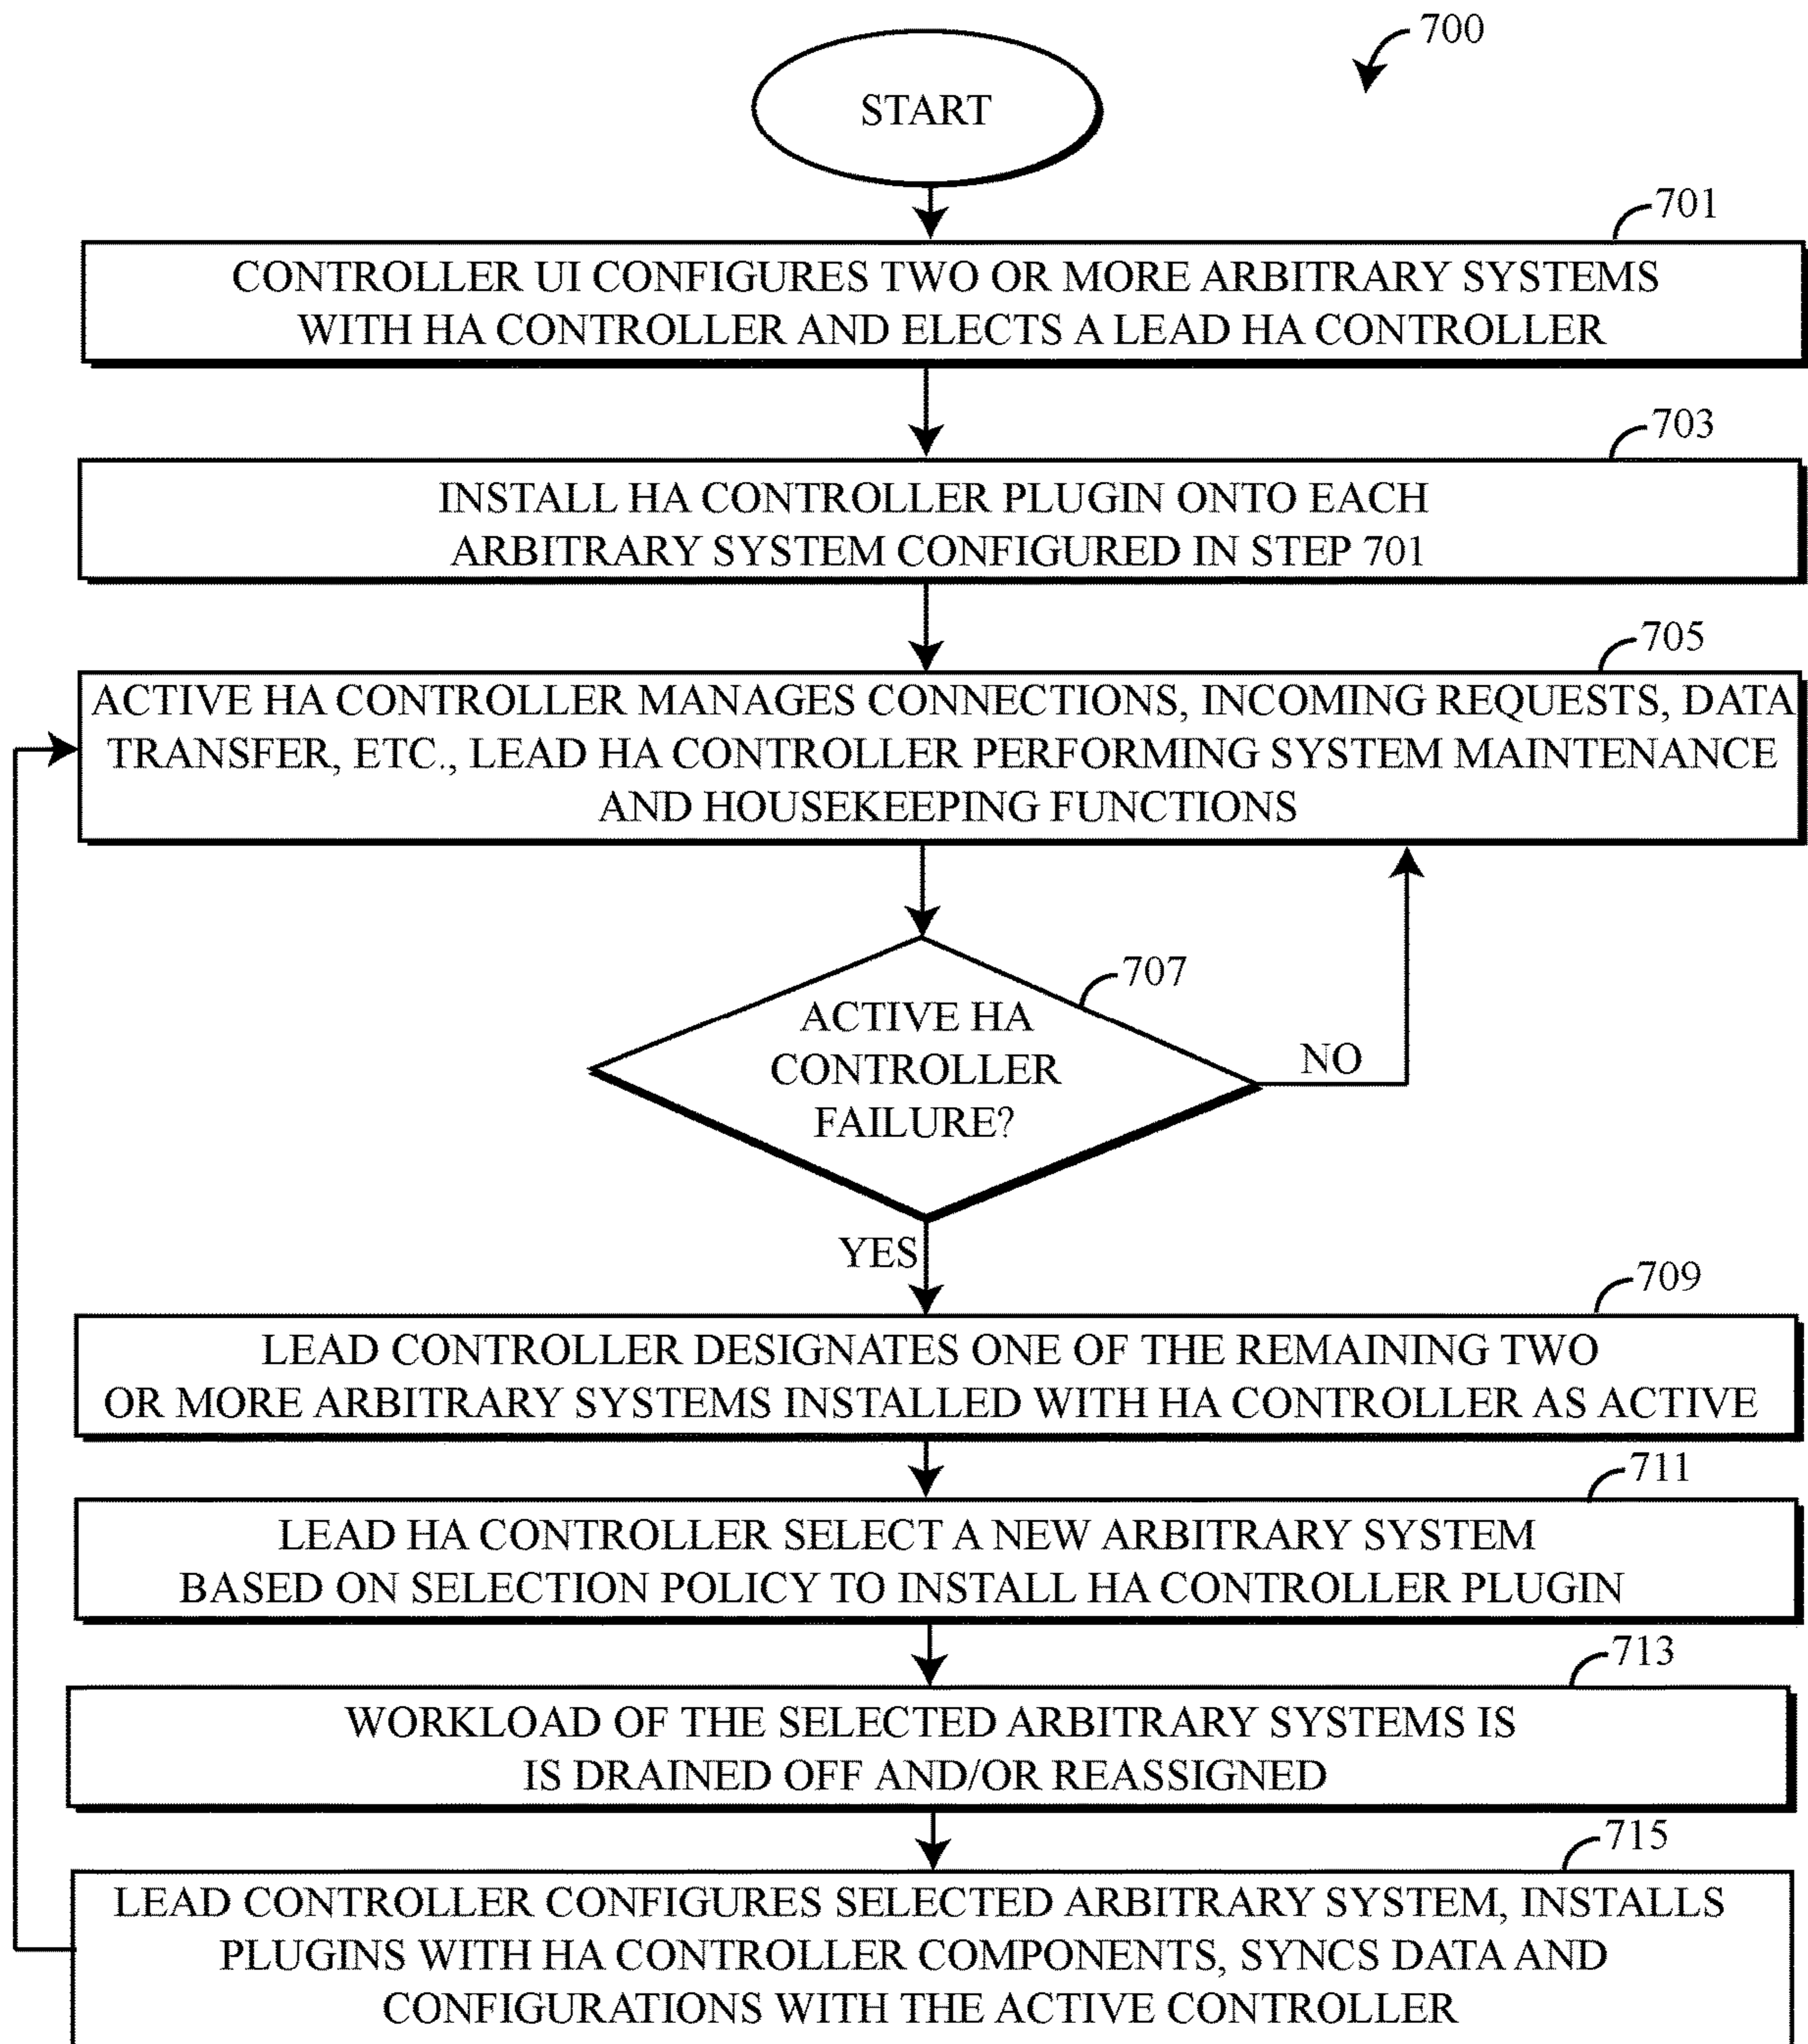 700
START
701
CONTROLLER UI CONFIGURES TWO OR MORE ARBITRARY SYSTEMS
WITH HA CONTROLLER AND ELECTS A LEAD HA CONTROLLER
703
INSTALL HA CONTROLLER PLUGIN ONTO EACH
ARBITRARY SYSTEM CONFIGURED IN STEP 701
705
ACTIVE HA CONTROLLER MANAGES CONNECTIONS, INCOMING REQUESTS, DATA
TRANSFER, ETC., LEAD HA CONTROLLER PERFORMING SYSTEM MAINTENANCE
AND HOUSEKEEPING FUNCTIONS
707
ACTIVE HA
CONTROLLER
FAILURE?
NO
YES
709
LEAD CONTROLLER DESIGNATES ONE OF THE REMAINING TWO
OR MORE ARBITRARY SYSTEMS INSTALLED WITH HA CONTROLLER AS ACTIVE
711
LEAD HA CONTROLLER SELECT A NEW ARBITRARY SYSTEM
BASED ON SELECTION POLICY TO INSTALL HA CONTROLLER PLUGIN
713
WORKLOAD OF THE SELECTED ARBITRARY SYSTEMS IS
IS DRAINED OFF AND/OR REASSIGNED
715
LEAD CONTROLLER CONFIGURES SELECTED ARBITRARY SYSTEM, INSTALLS
PLUGINS WITH HA CONTROLLER COMPONENTS, SYNCS DATA AND
CONFIGURATIONS WITH THE ACTIVE CONTROLLER